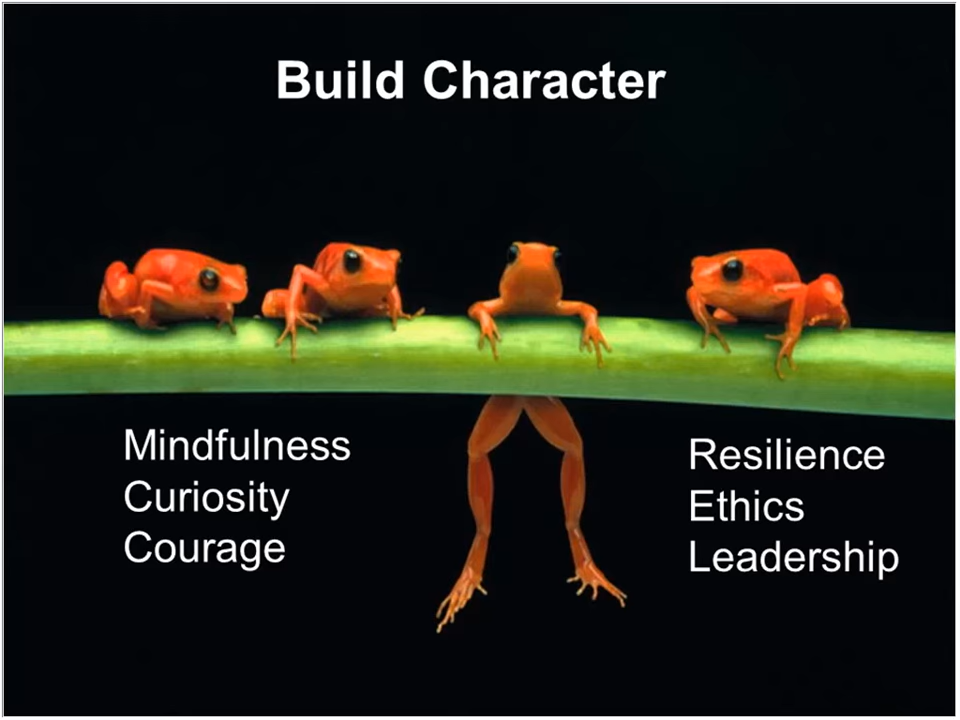 Build Character
Mindfulness
Curiosity
Courage
Resilience
Ethics
Leadership